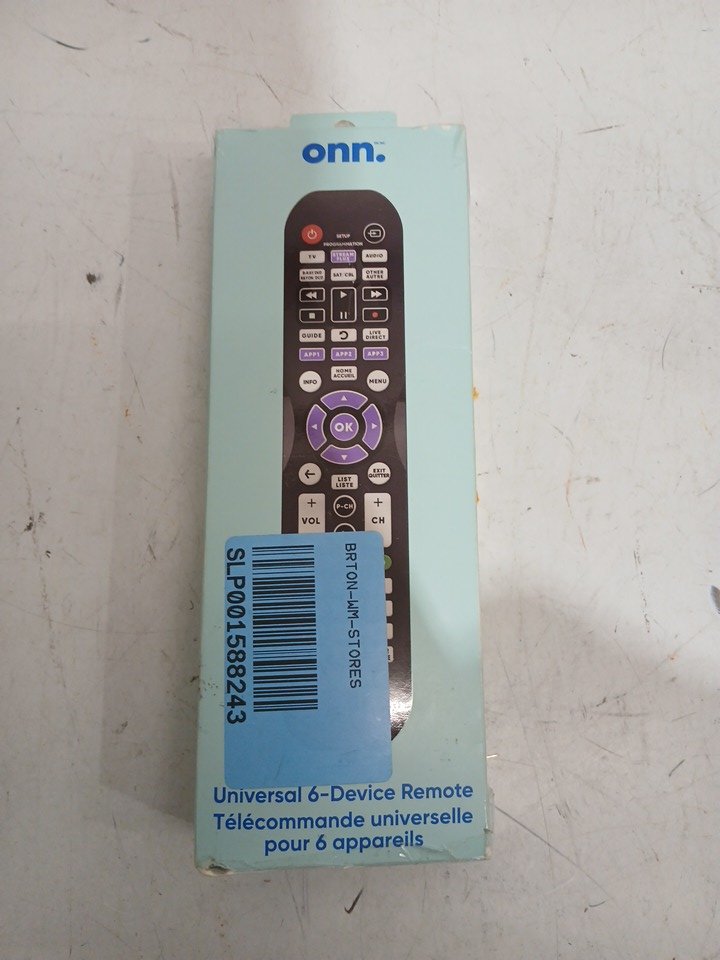 onn.
SETUP
PROGRAMMATION
TV
STREAM
FLUX
AUDIO
SAT CBL
OTHER
AUTRE
GUIDE
LIVE
DIRECT
APP1
APP2
APP3
HOME
ACCUEIL
INFO
MENU
OK
LIST
LISTE
EXIT
QUITTER
+
VOL
P-CH
+
CH
BRTON-WM-STORES
SLP001588243
Universal 6-Device Remote
Télécommande universelle
pour 6 appareils